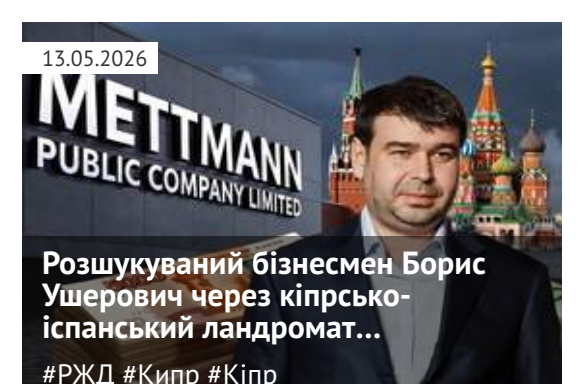 13.05.2026
METTMANN
PUBLIC COMPANY LIMITED
Розшукуваний бізнесмен Борис
Ушерович через кіпрсько-
іспанський ландромат...
#РЖД #Кипр #Кіпр